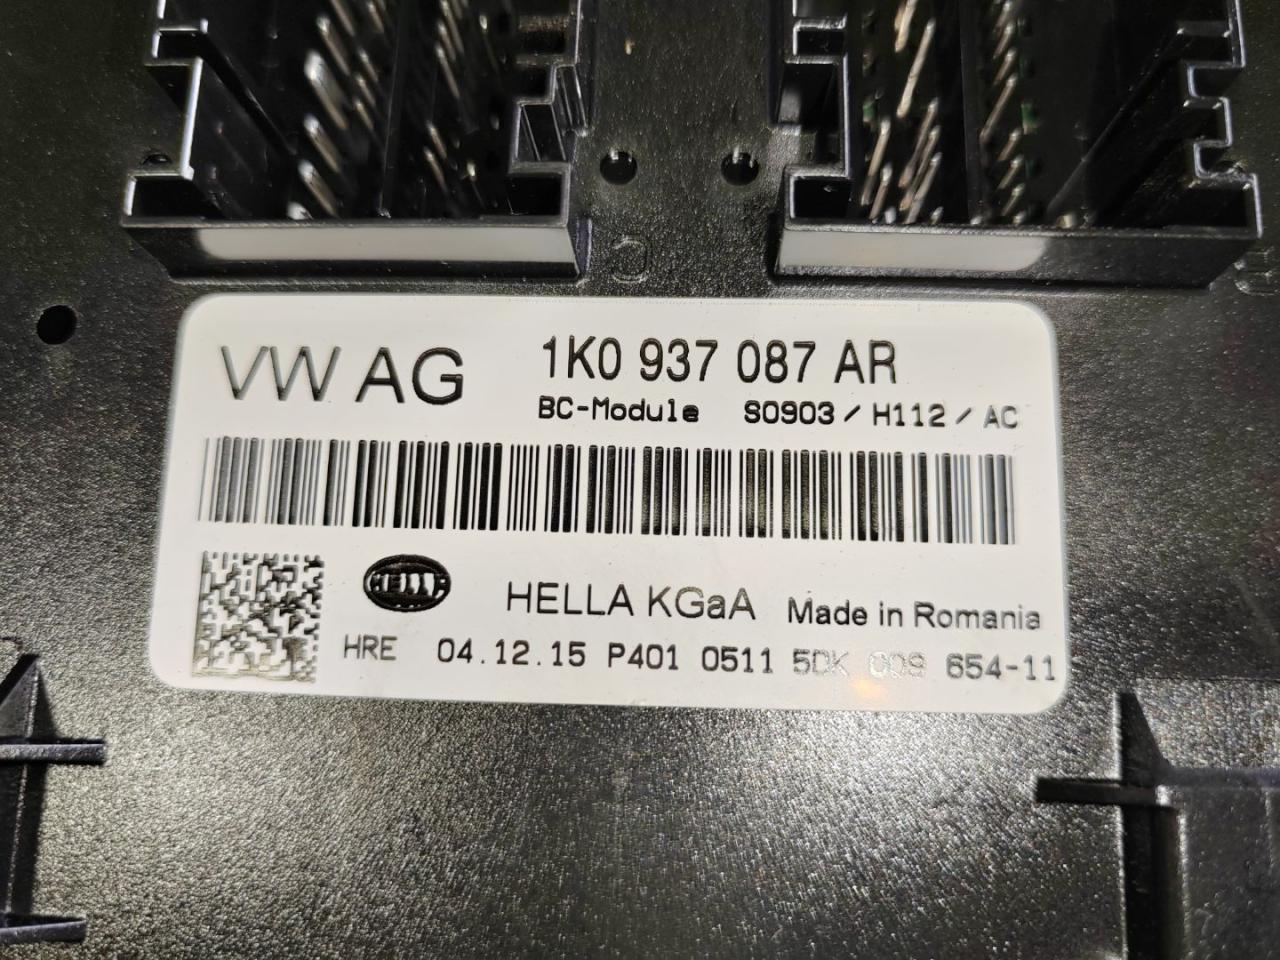 VW AG 1K0 937 087 AR
BC-Module S0903 / H112 / AC
HELLA HELLA KGaA Made in Romania
HRE 04.12.15 P401 0511 5DK 009 654-11